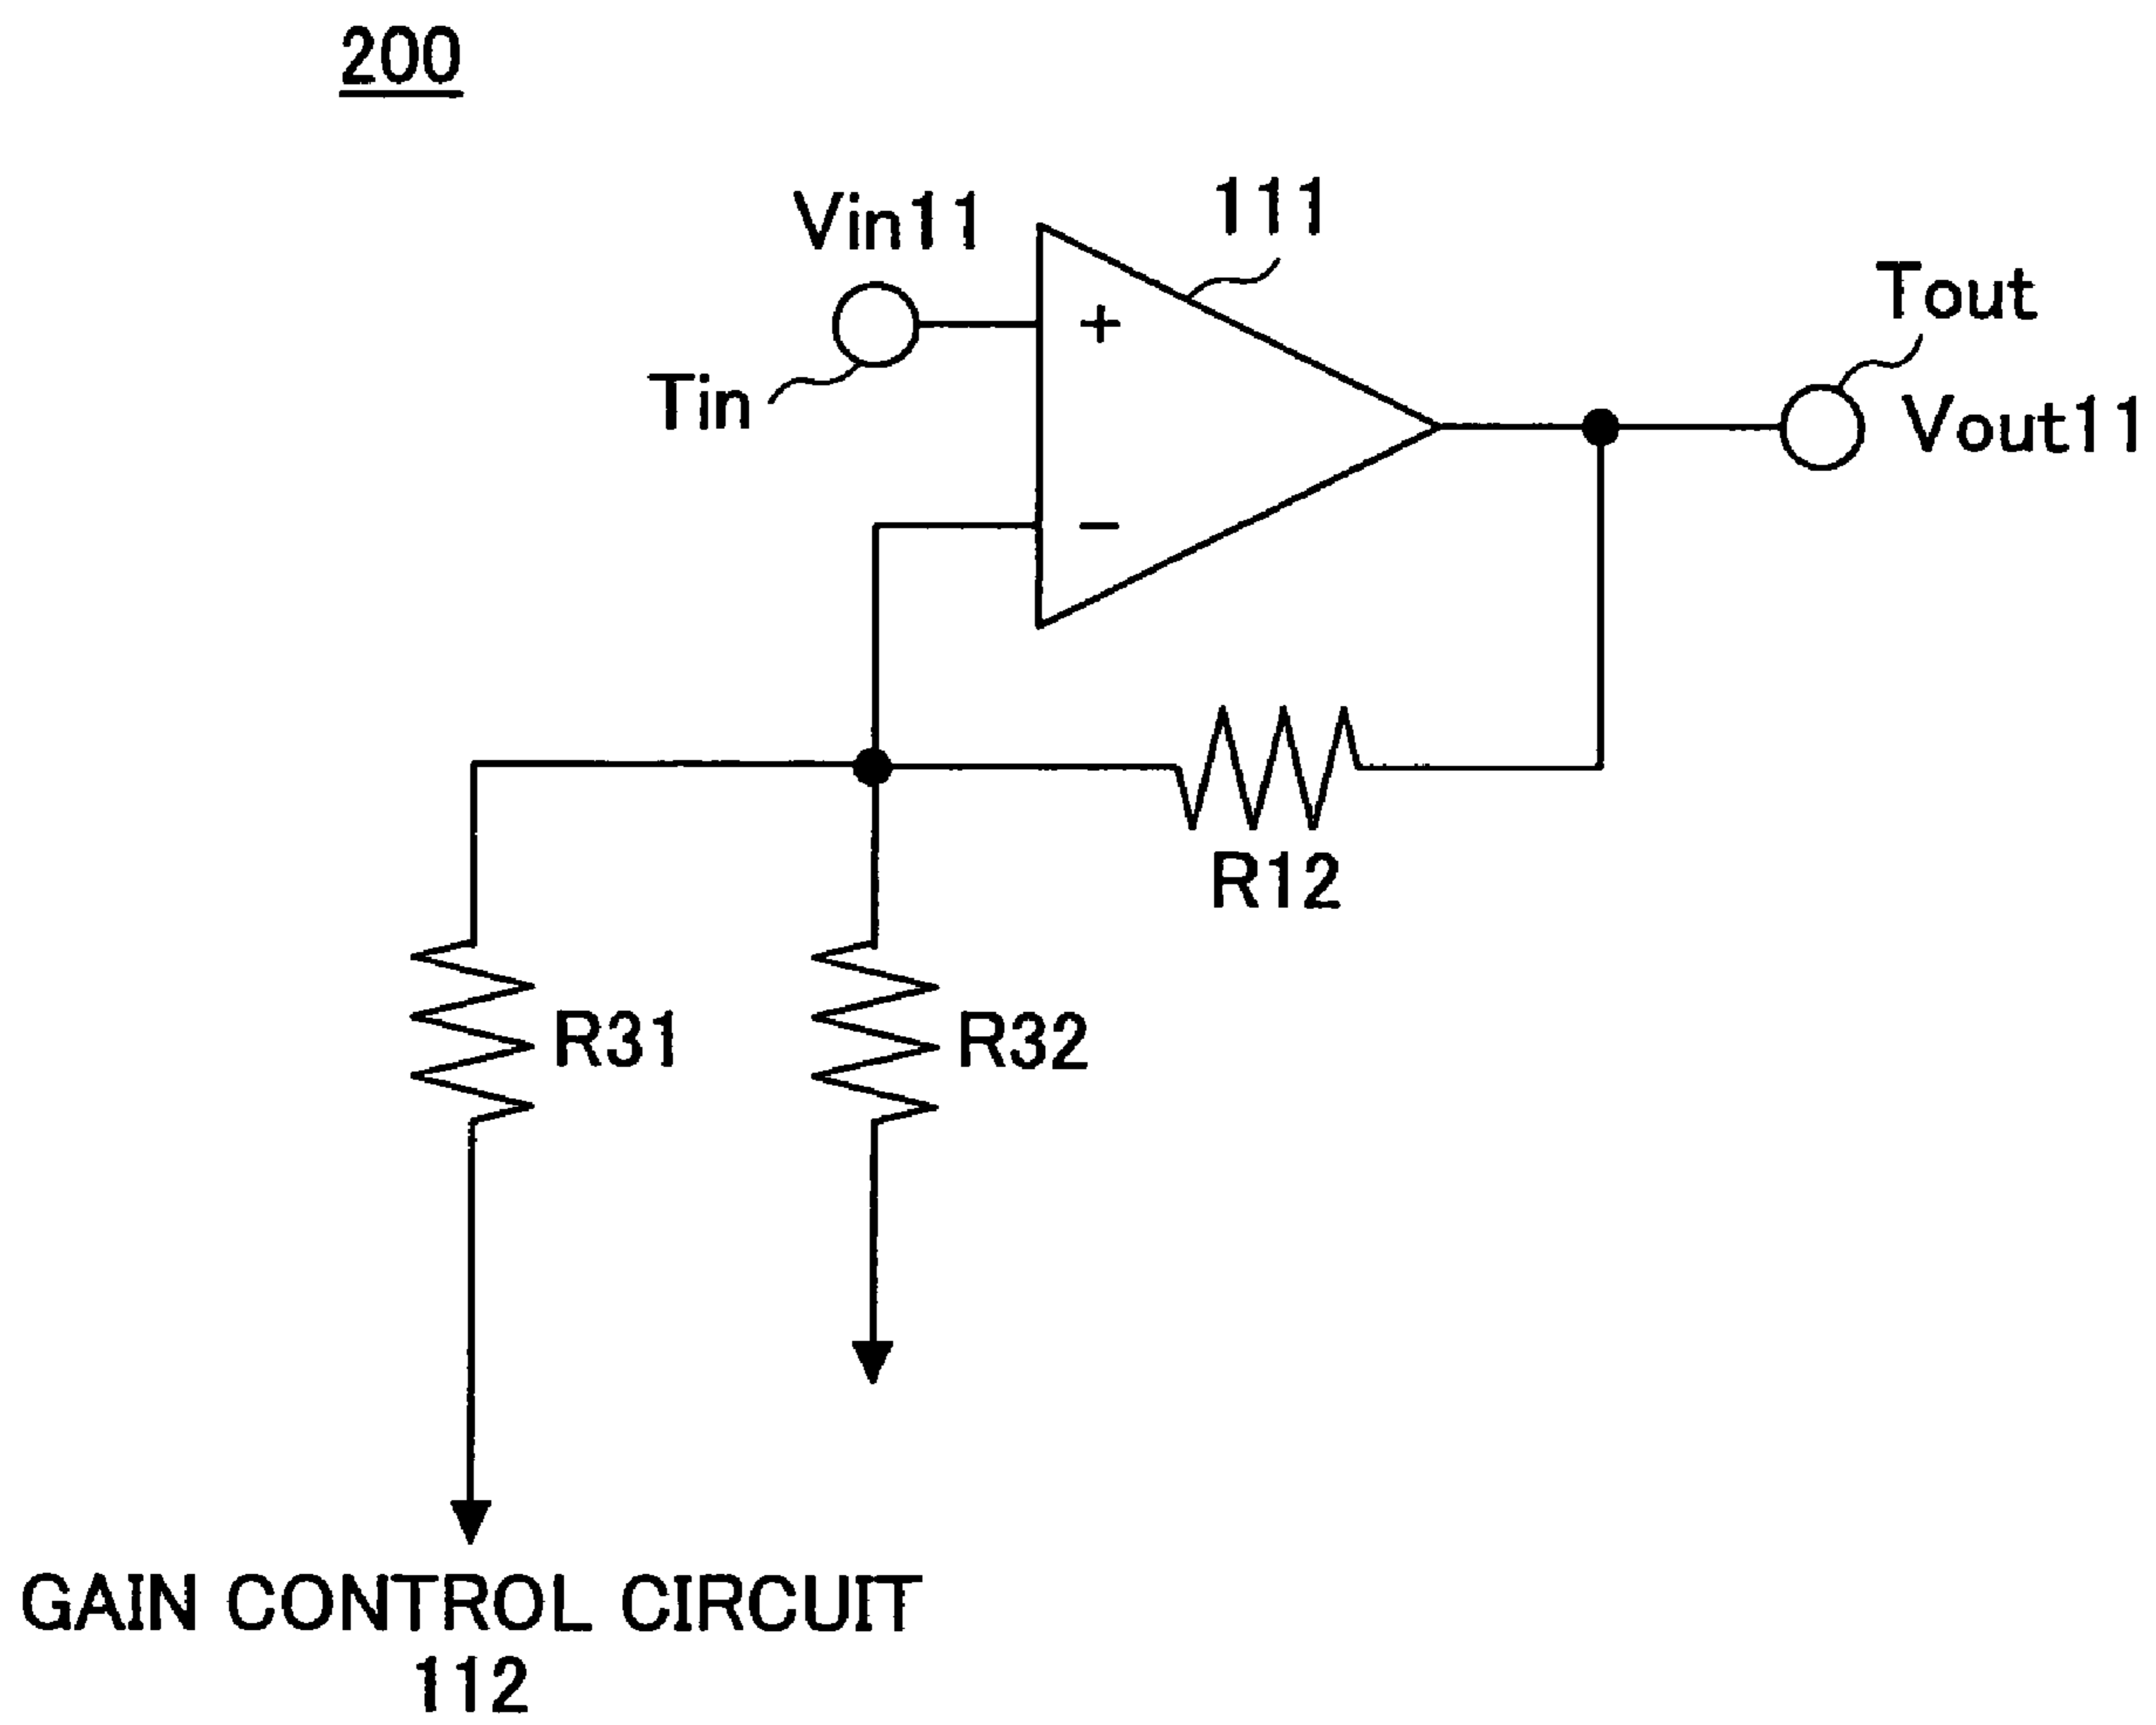 200
Vin11
111
Tout
Tin
Vout11
+
−
R12
R31
R32
GAIN CONTROL CIRCUIT
112